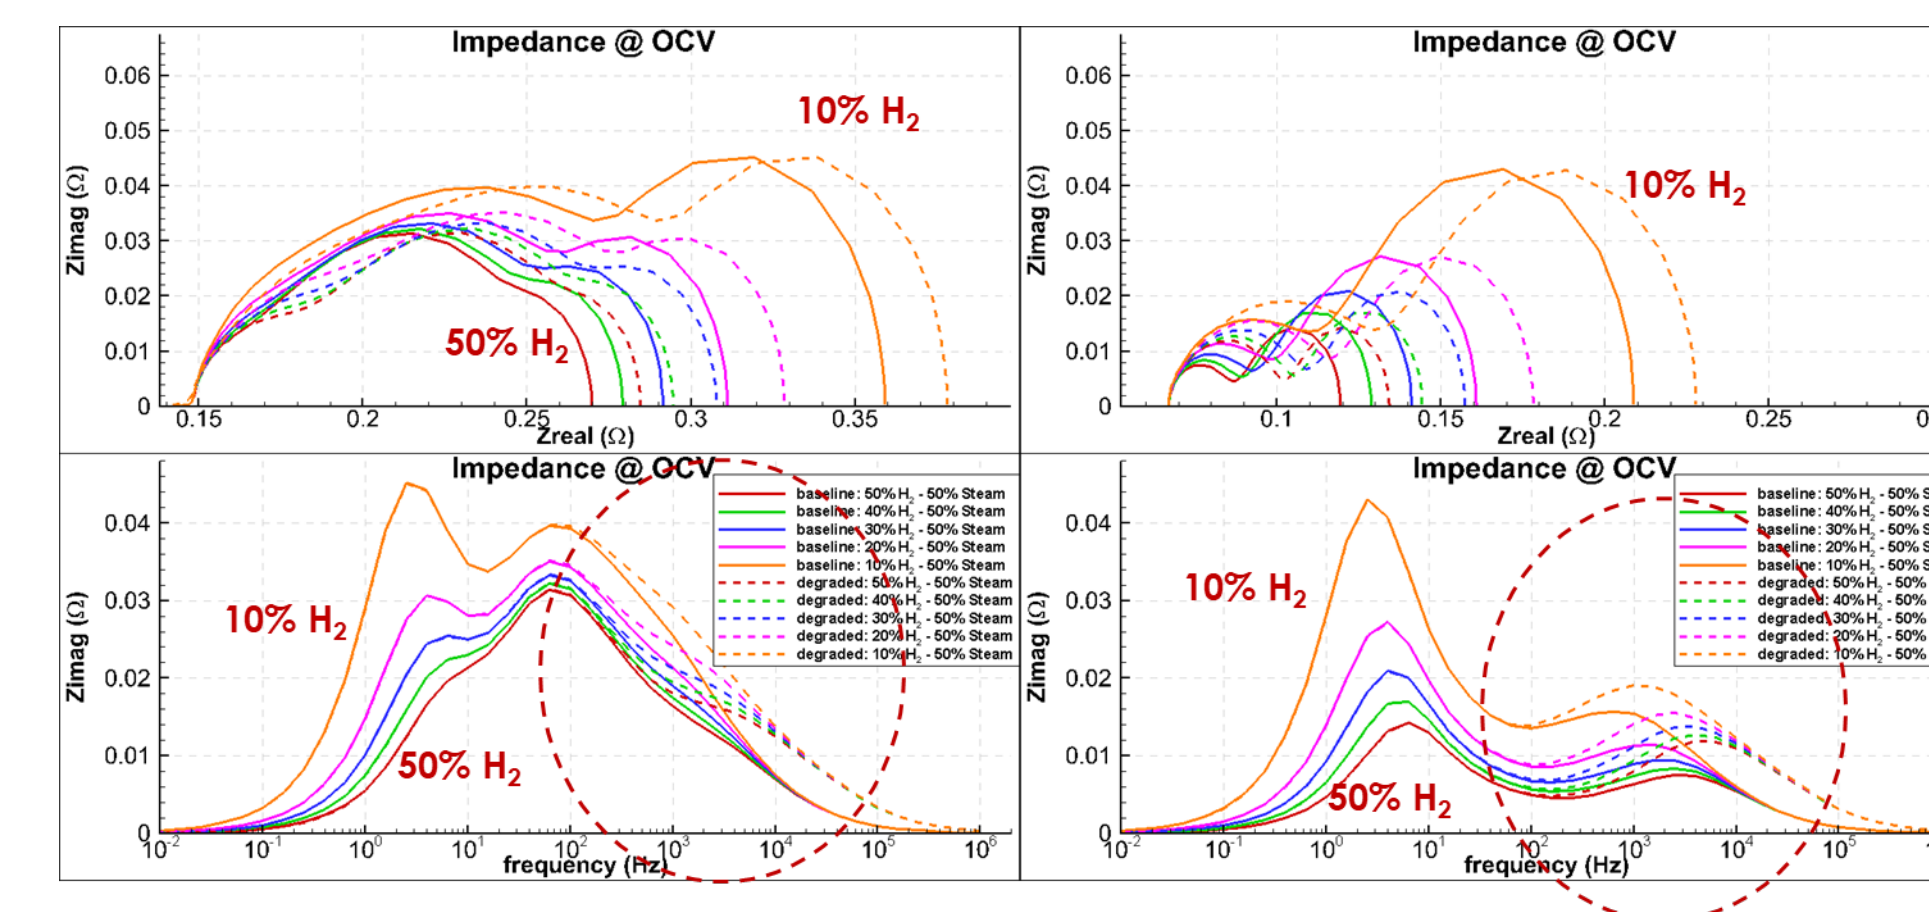 Impedance @ OCV
0.06
0.05
0.04
0.03
0.02
0.01
0
Zimag (Ω)
10% H₂
50% H₂
0.15
0.2
0.25
0.3
0.35
Zreal (Ω)
Impedance @ OCV
0.06
0.05
0.04
0.03
0.02
0.01
0
Zimag (Ω)
10% H₂
0.1
0.15
0.2
0.25
0
Zreal (Ω)
Impedance @ OCV
0.04
0.03
0.02
0.01
0
Zimag (Ω)
10% H₂
50% H₂
baseline: 50% H₂ - 50% Steam
baseline: 40% H₂ - 50% Steam
baseline: 30% H₂ - 50% Steam
baseline: 20% H₂ - 50% Steam
baseline: 10% H₂ - 50% Steam
degraded: 50% H₂ - 50% Steam
degraded: 40% H₂ - 50% Steam
degraded: 30% H₂ - 50% Steam
degraded: 20% H₂ - 50% Steam
degraded: 10% H₂ - 50% Steam
10⁻²
10⁻¹
10⁰
10¹
10²
10³
10⁴
10⁵
10⁶
frequency (Hz)
Impedance @ OCV
0.04
0.03
0.02
0.01
0
Zimag (Ω)
10% H₂
50% H₂
baseline: 50% H₂ - 50% S
baseline: 40% H₂ - 50% S
baseline: 30% H₂ - 50% S
baseline: 20% H₂ - 50% S
baseline: 10% H₂ - 50% S
degraded: 50% H₂ - 50%
degraded: 40% H₂ - 50%
degraded: 30% H₂ - 50%
degraded: 20% H₂ - 50%
degraded: 10% H₂ - 50%
10⁻²
10⁻¹
10⁰
10¹
10²
10³
10⁴
10⁵
frequency (Hz)